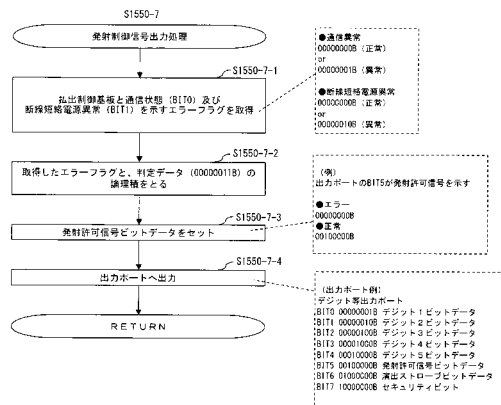 S1550-7
発射制御信号出力処理
S1550-7-1
払出制御基板と通信状態（BIT0）及び
断線短絡電源異常（BIT1）を示すエラーフラグを取得
S1550-7-2
取得したエラーフラグと、判定データ（00000011B）の
論理積をとる
S1550-7-3
発射許可信号ビットデータをセット
S1550-7-4
出力ポートへ出力
RETURN
●通信異常
00000000B（正常）
or
00000001B（異常）
●断線短絡電源異常
00000000B（正常）
or
00000010B（異常）
（例）
出力ポートのBIT5が発射許可信号を示す
●エラー
00000000B
●正常
00100000B
（出力ポート例）
デジット等出力ポート
BIT0 00000001B デジット1ビットデータ
BIT1 00000010B デジット2ビットデータ
BIT2 00000100B デジット3ビットデータ
BIT3 00001000B デジット4ビットデータ
BIT4 00010000B デジット5ビットデータ
BIT5 00100000B 発射許可信号ビットデータ
BIT6 01000000B 演出ストローブビットデータ
BIT7 10000000B セキュリティビット